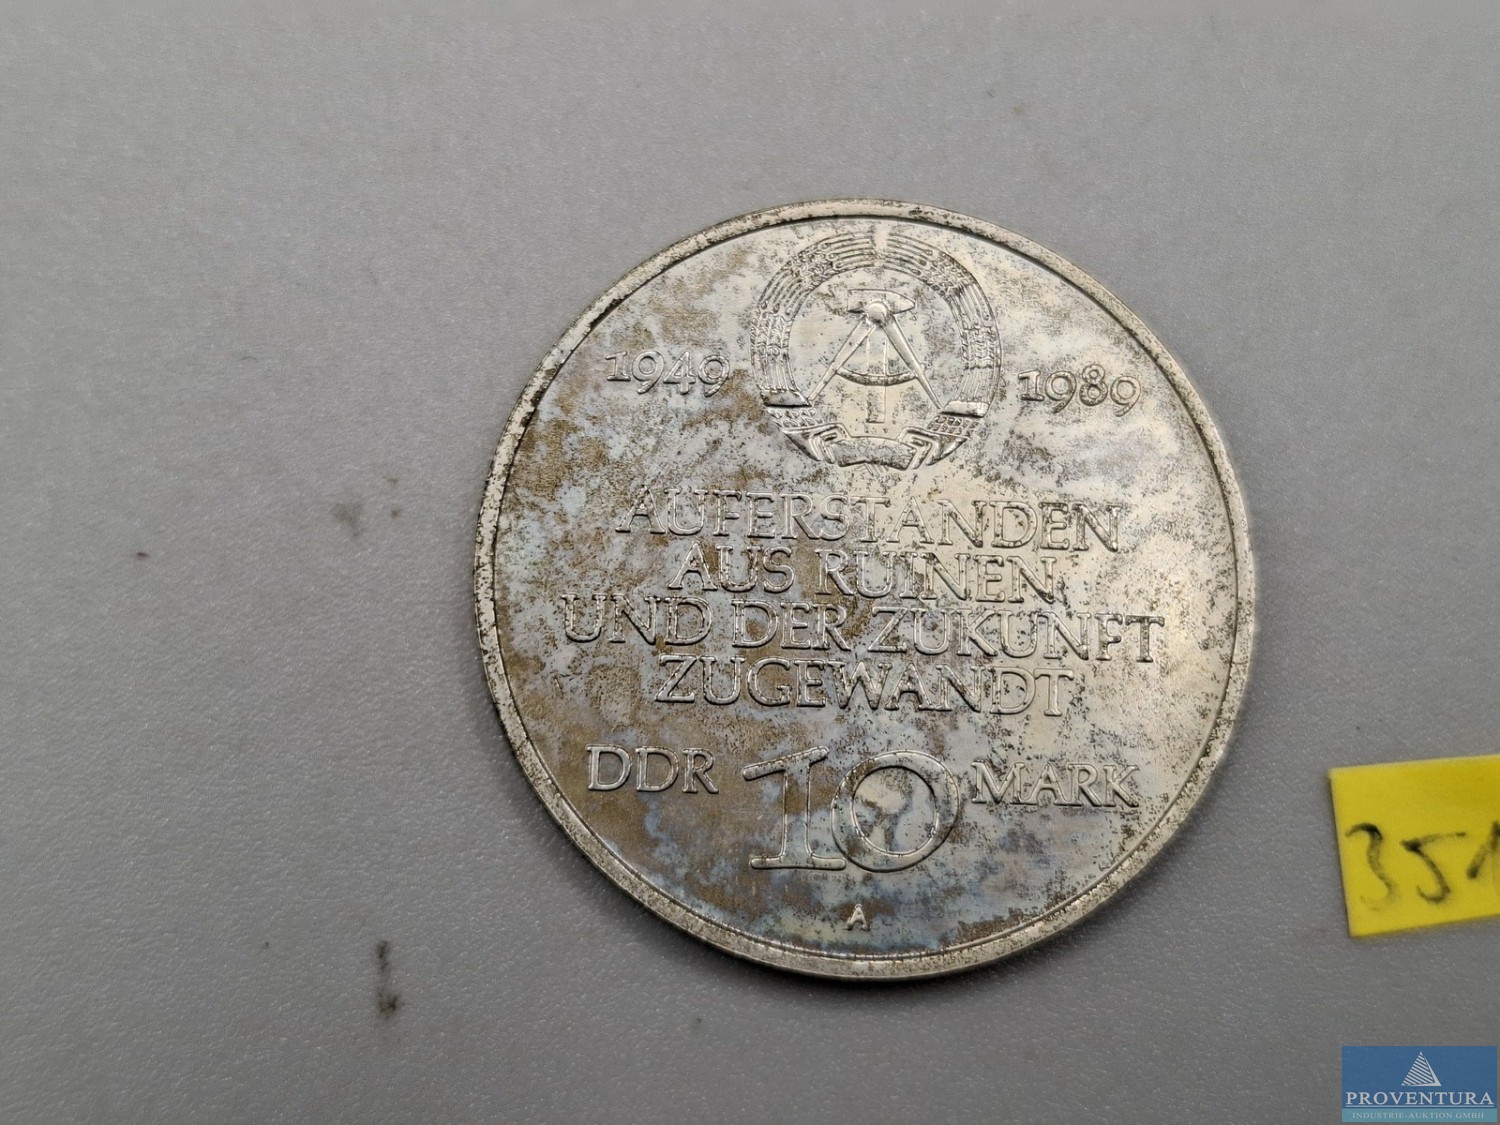 1949 1989
AUFERSTANDEN
AUS RUINEN
UND DER ZUKUNFT
ZUGEWANDT
DDR 10 MARK
A
PROVENTURA
INDUSTRIE-AUKTION GMBH